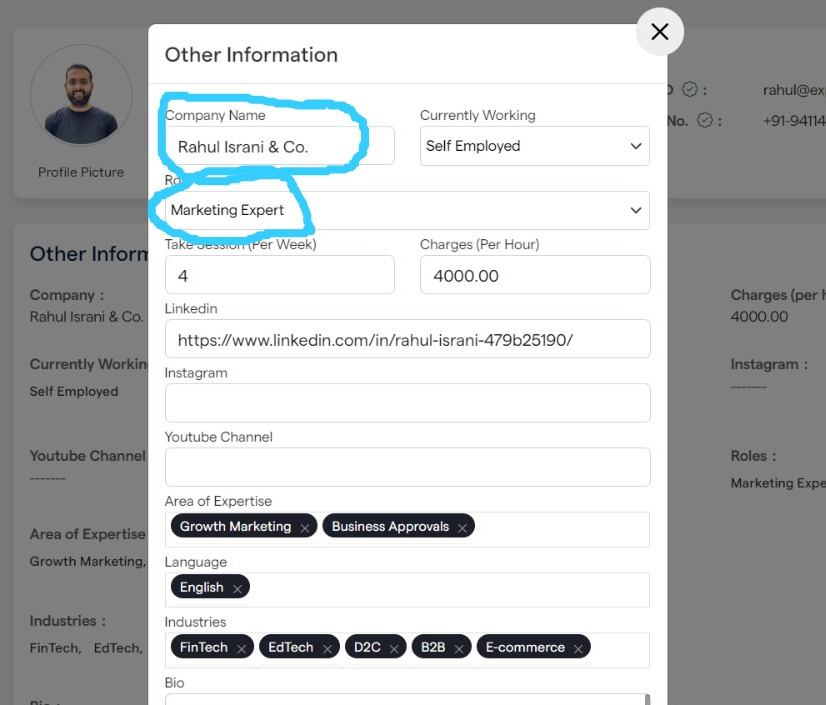 Other Information
Company Name
Currently Working
Rahul Israni & Co.
Self Employed
Marketing Expert
Take Session (Per Week)
Charges (Per Hour)
4
4000.00
Linkedin
https://www.linkedin.com/in/rahul-israni-479b25190/
Instagram
Youtube Channel
Area of Expertise
Growth Marketing
Business Approvals
Language
English
Industries
FinTech
EdTech
D2C
B2B
E-commerce
Bio
Profile Picture
:
rahul@ex
No. :
+91-94114
Other Inform
Company :
Rahul Israni & Co.
Charges (per h
4000.00
Currently Workin
Self Employed
Instagram :
-------
Youtube Channel
-------
Roles :
Marketing Expe
Area of Expertise
Growth Marketing,
Industries :
FinTech, EdTech,